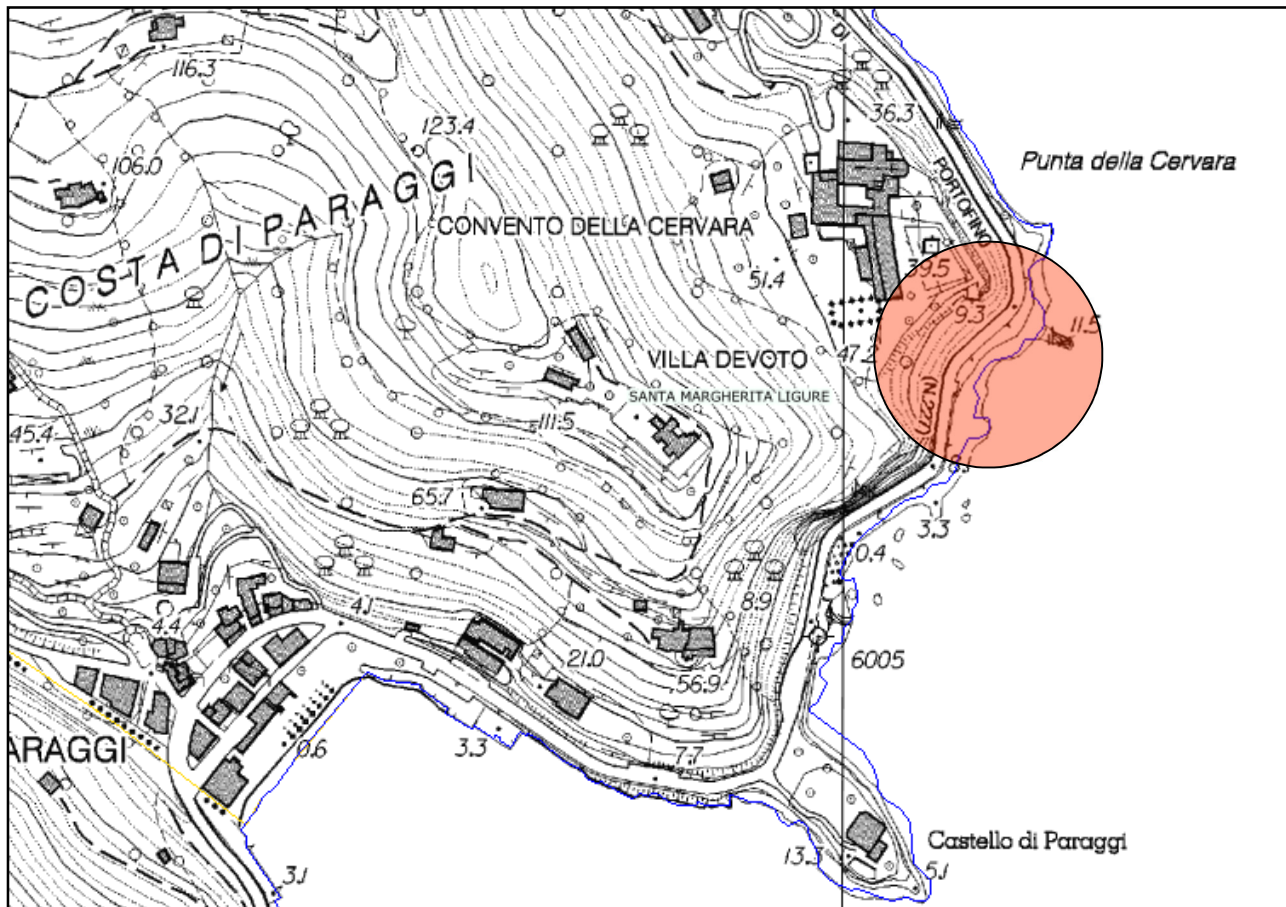 DI
116.3
36.3
123.4
PORTOFINO
Punta della Cervara
106.0
COSTA DI PARAGGI
CONVENTO DELLA CERVARA
51.4
39.5
9.3
11.5
47.2
VILLA DEVOTO
SANTA MARGHERITA LIGURE
(N.227)
32.1
111.5
45.4
65.7
3.3
0.4
8.9
4.1
4.4
21.0
6005
56.9
ARAGGI
0.6
3.3
7.7
13.3
Castello di Paraggi
5.1
3.1